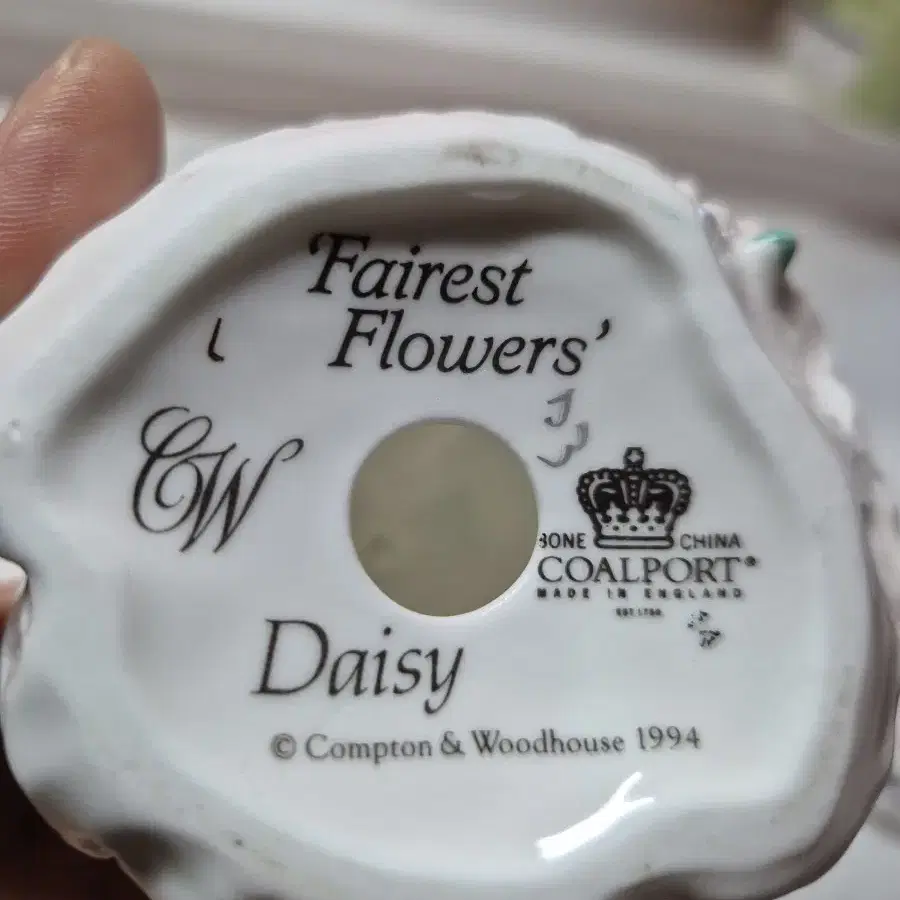 'Fairest
Flowers'
CW
BONE CHINA
COALPORT®
MADE IN ENGLAND
Daisy
© Compton & Woodhouse 1994